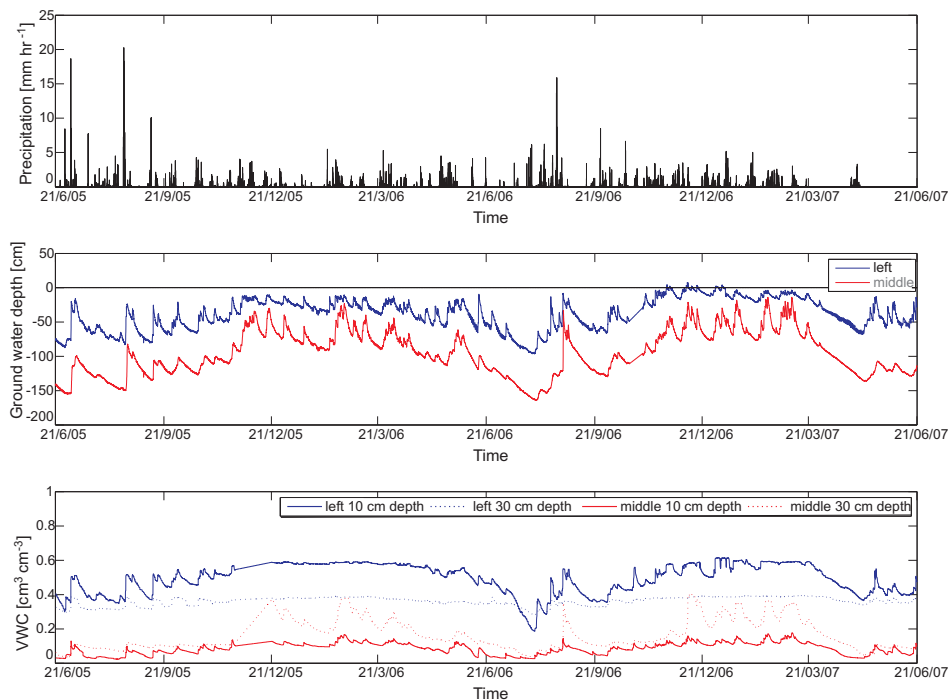 25
20
15
10
5
0
Precipitation [mm hr⁻¹]
21/6/05 21/9/05 21/12/05 21/3/06 21/6/06 21/9/06 21/12/06 21/03/07 21/06/07
Time
50
0
-50
-100
-150
-200
Ground water depth [cm]
left
middle
21/6/05 21/9/05 21/12/05 21/3/06 21/6/06 21/9/06 21/12/06 21/03/07 21/06/07
Time
1
0.8
0.6
0.4
0.2
0
VWC [cm³ cm⁻³]
left 10 cm depth left 30 cm depth middle 10 cm depth middle 30 cm depth
21/6/05 21/9/05 21/12/05 21/3/06 21/6/06 21/9/06 21/12/06 21/03/07 21/06/07
Time